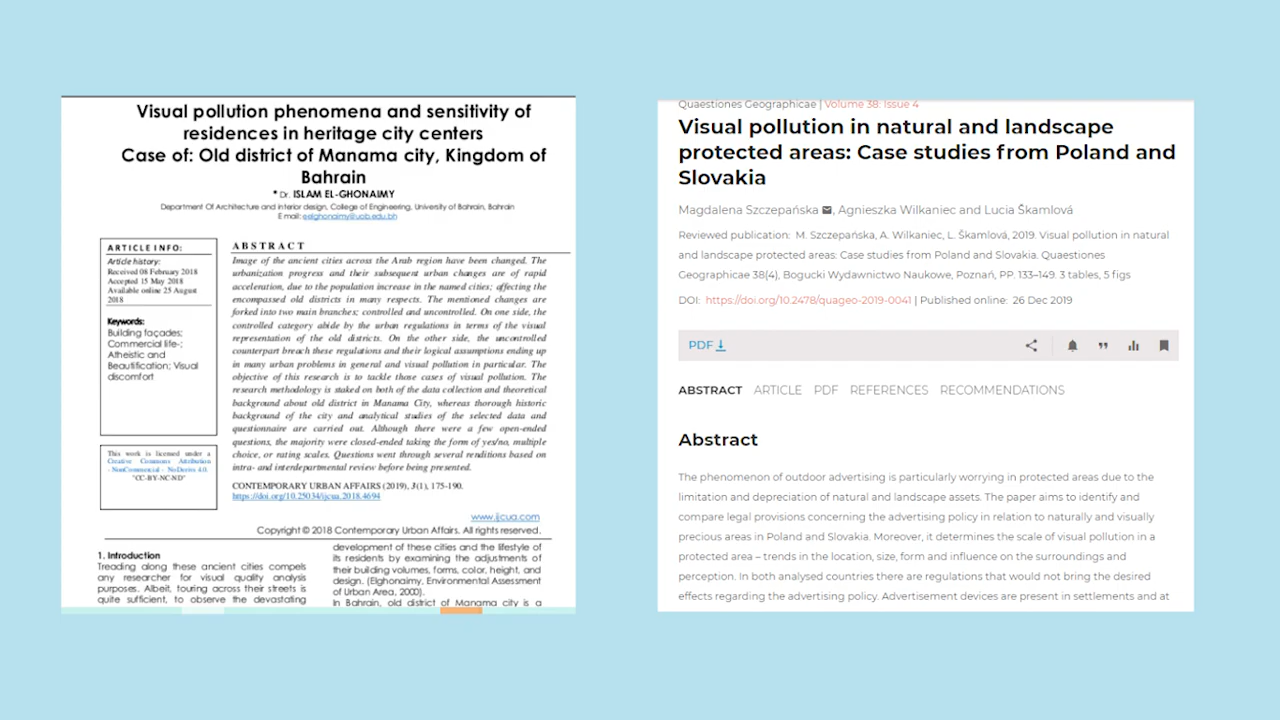 Visual pollution phenomena and sensitivity of
residences in heritage city centers
Case of: Old district of Manama city, Kingdom of
Bahrain
* Dr. ISLAM EL-GHONAIMY
Department Of Architecture and interior design, College of Engineering, University of Bahrain, Bahrain
E mail: eelghonaimy@uob.edu.bh
ARTICLE INFO:
Article history:
Received 08 February 2018
Accepted 15 May 2018
Available online 25 August
2018
Keywords:
Building façades;
Commercial life-;
Atheistic and
Beautification; Visual
discomfort
This work is licensed under a
Creative Commons Attribution
- NonCommercial - NoDerivs 4.0.
"CC-BY-NC-ND"
ABSTRACT
Image of the ancient cities across the Arab region have been changed. The
urbanization progress and their subsequent urban changes are of rapid
acceleration, due to the population increase in the named cities; affecting the
encompassed old districts in many respects. The mentioned changes are
forked into two main branches; controlled and uncontrolled. On one side, the
controlled category abide by the urban regulations in terms of the visual
representation of the old districts. On the other side, the uncontrolled
counterpart breach these regulations and their logical assumptions ending up
in many urban problems in general and visual pollution in particular. The
objective of this research is to tackle those cases of visual pollution. The
research methodology is staked on both of the data collection and theoretical
background about old district in Manama City, whereas thorough historic
background of the city and analytical studies of the selected data and
questionnaire are carried out. Although there were a few open-ended
questions, the majority were closed-ended taking the form of yes/no, multiple
choice, or rating scales. Questions went through several renditions based on
intra- and interdepartmental review before being presented.
CONTEMPORARY URBAN AFFAIRS (2019), 3(1), 175-190.
https://doi.org/10.25034/ijcua.2018.4694
www.ijcua.com
Copyright © 2018 Contemporary Urban Affairs. All rights reserved.
1. Introduction
Treading along these ancient cities compels
any researcher for visual quality analysis
purposes. Albeit, touring across their streets is
quite sufficient, to observe the devastating
development of these cities and the lifestyle of
its residents by examining the adjustments of
their building volumes, forms, color, height, and
design. (Elghonaimy, Environmental Assessment
of Urban Area, 2000).
In Bahrain, old district of Manama city is a
Quaestiones Geographicae | Volume 38: Issue 4
Visual pollution in natural and landscape
protected areas: Case studies from Poland and
Slovakia
Magdalena Szczepańska, Agnieszka Wilkaniec and Lucia Škamlová
Reviewed publication: M. Szczepańska, A. Wilkaniec, L. Škamlová, 2019. Visual pollution in natural
and landscape protected areas: Case studies from Poland and Slovakia. Quaestiones
Geographicae 38(4), Bogucki Wydawnictwo Naukowe, Poznań, PP. 133–149. 3 tables, 5 figs
DOI: https://doi.org/10.2478/quageo-2019-0041 | Published online: 26 Dec 2019
PDF
ABSTRACT ARTICLE PDF REFERENCES RECOMMENDATIONS
Abstract
The phenomenon of outdoor advertising is particularly worrying in protected areas due to the
limitation and depreciation of natural and landscape assets. The paper aims to identify and
compare legal provisions concerning the advertising policy in relation to naturally and visually
precious areas in Poland and Slovakia. Moreover, it determines the scale of visual pollution in a
protected area – trends in the location, size, form and influence on the surroundings and
perception. In both analysed countries there are regulations that would not bring the desired
effects regarding the advertising policy. Advertisement devices are present in settlements and at